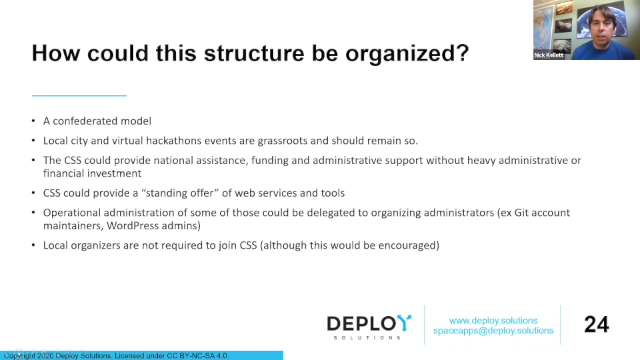 How could this structure be organized?
Nick Kellett
• A confederated model
• Local city and virtual hackathons events are grassroots and should remain so.
• The CSS could provide national assistance, funding and administrative support without heavy administrative or
financial investment
• CSS could provide a “standing offer” of web services and tools
• Operational administration of some of those could be delegated to organizing administrators (ex Git account
maintainers, WordPress admins)
• Local organizers are not required to join CSS (although this would be encouraged)
DEPLOY
SOLUTIONS
www.deploy.solutions
spaceapps@deploy.solutions
24
Copyright 2020 Deploy Solutions. Licensed under CC BY-NC-SA 4.0.